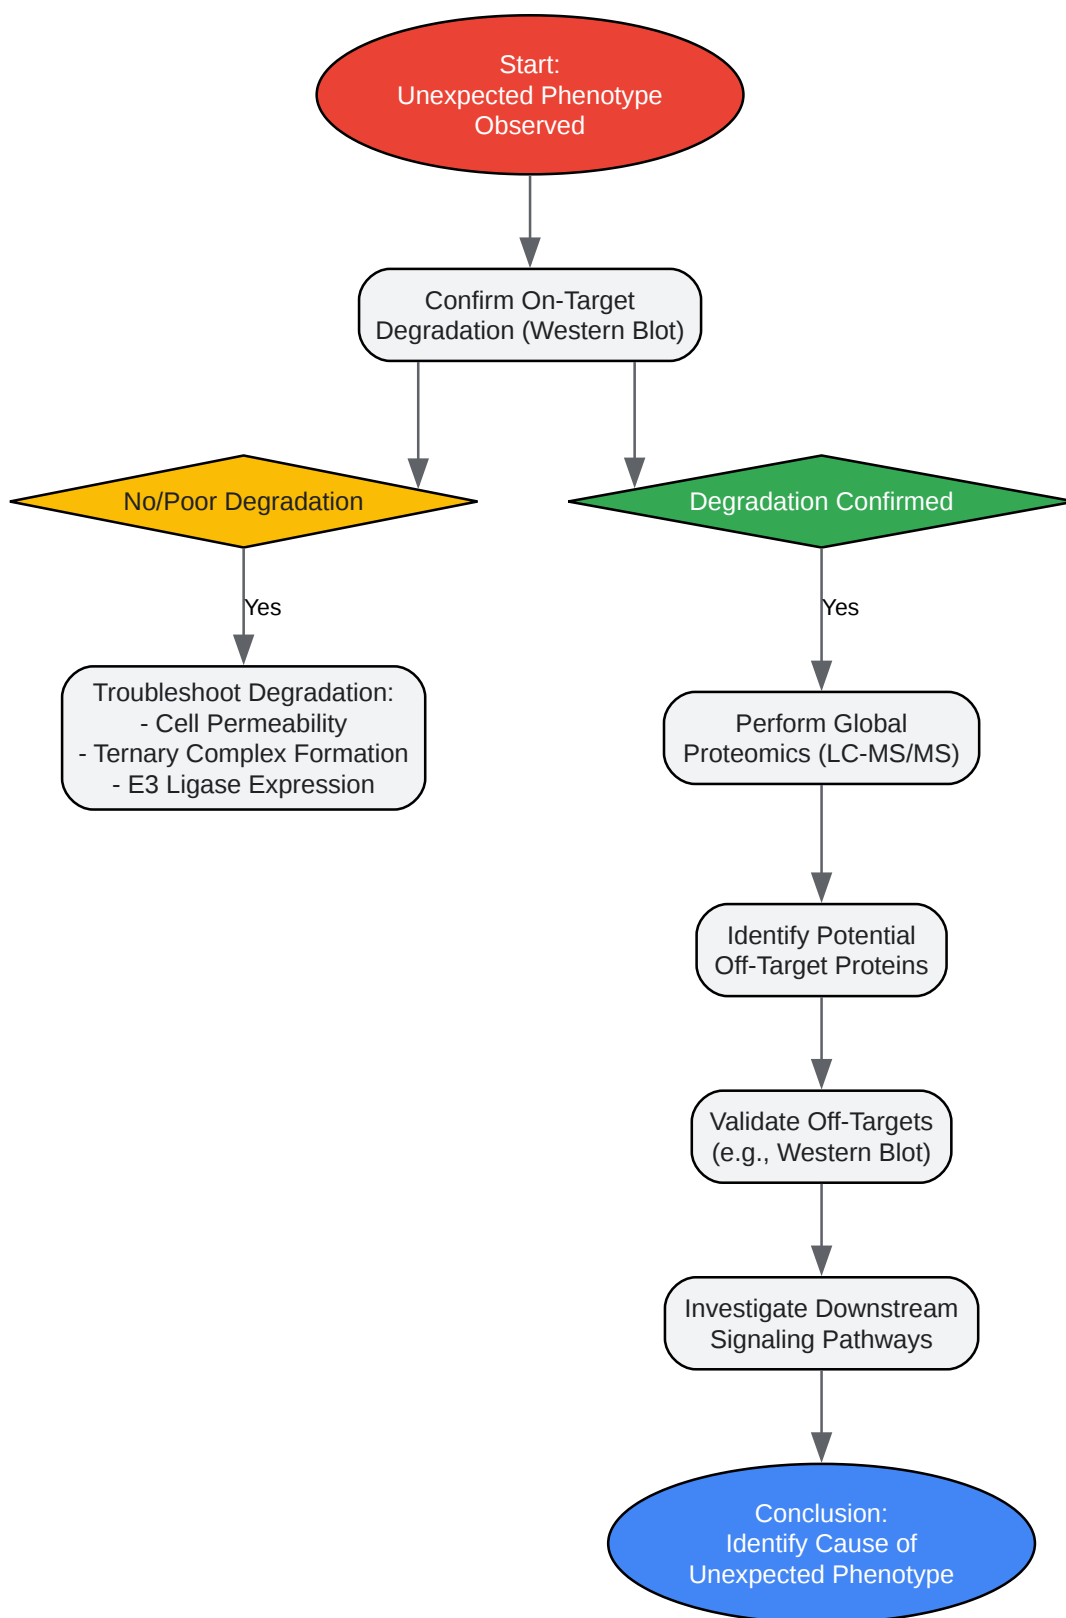 Start:
Unexpected Phenotype
Observed
Confirm On-Target
Degradation (Western Blot)
No/Poor Degradation
Degradation Confirmed
Yes
Yes
Troubleshoot Degradation:
- Cell Permeability
- Ternary Complex Formation
- E3 Ligase Expression
Perform Global
Proteomics (LC-MS/MS)
Identify Potential
Off-Target Proteins
Validate Off-Targets
(e.g., Western Blot)
Investigate Downstream
Signaling Pathways
Conclusion:
Identify Cause of
Unexpected Phenotype